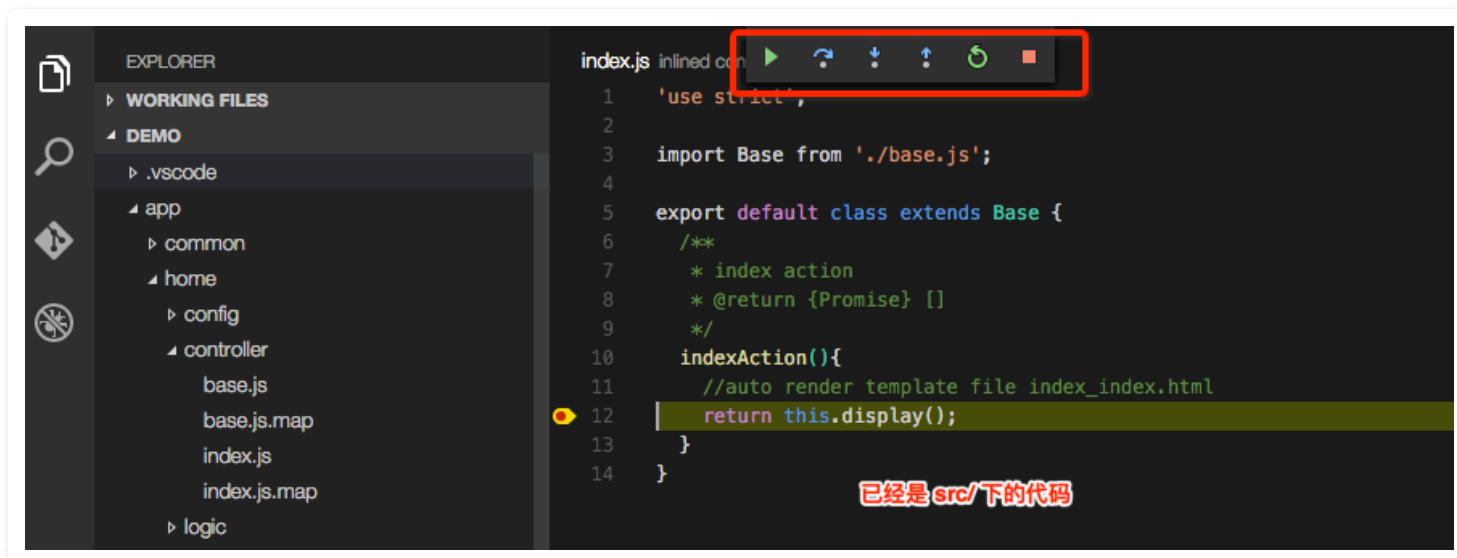 EXPLORER
WORKING FILES
DEMO
.vscode
app
common
home
config
controller
base.js
base.js.map
index.js
index.js.map
logic
index.js inlined con
1 'use strict';
2
3 import Base from './base.js';
4
5 export default class extends Base {
6 /**
7 * index action
8 * @return {Promise} []
9 */
10 indexAction(){
11 //auto render template file index_index.html
12 return this.display();
13 }
14 }
已经是 src/ 下的代码